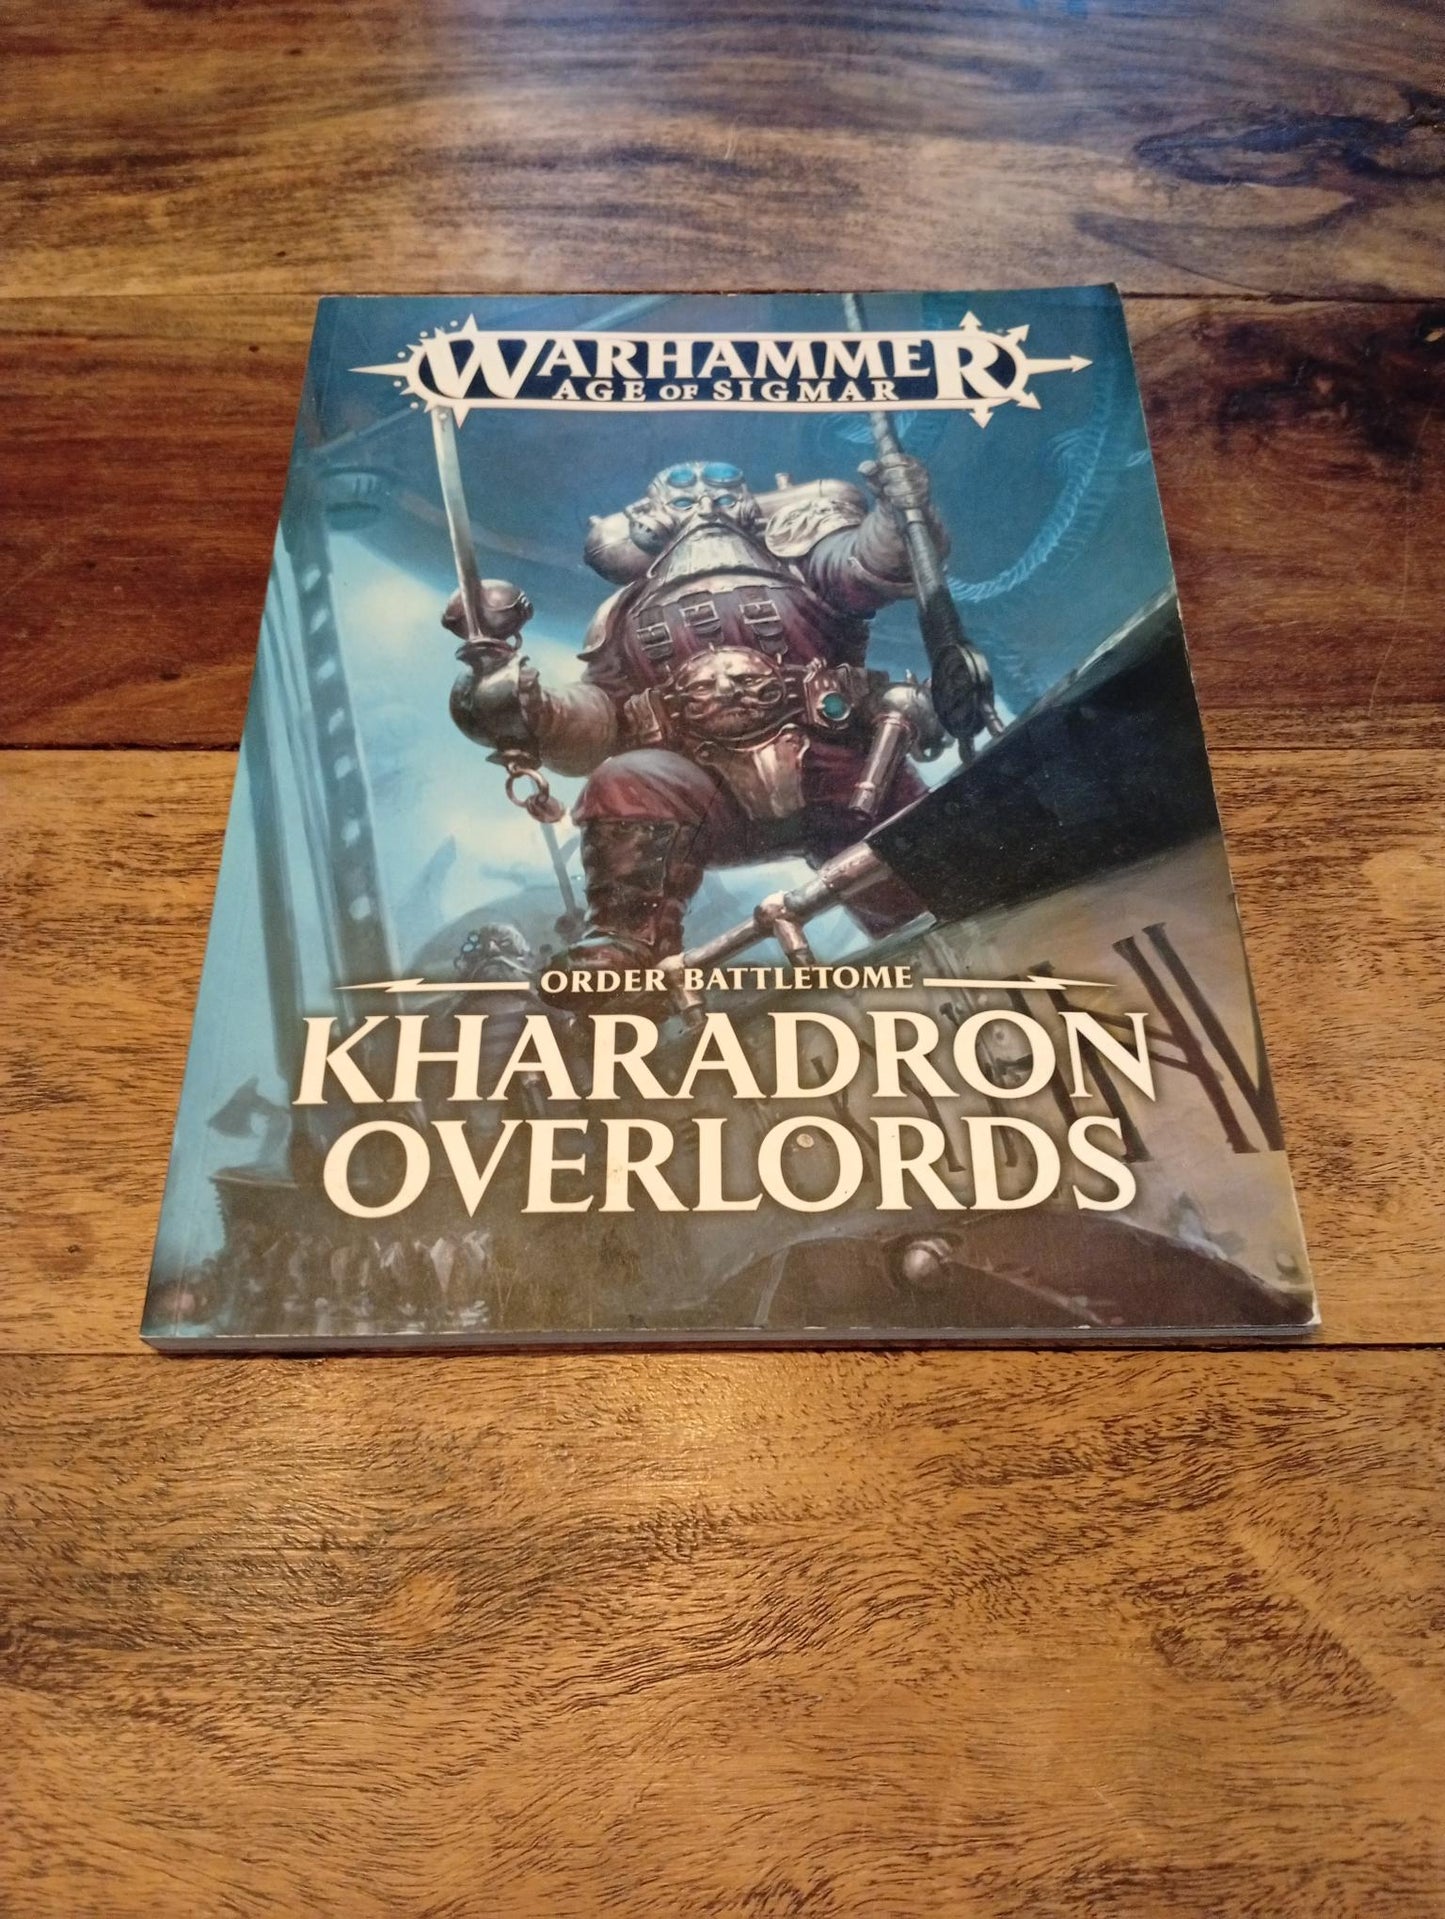 WARHAMMER
AGE OF SIGMAR
ORDER BATTLETOME
KHARADRON
OVERLORDS